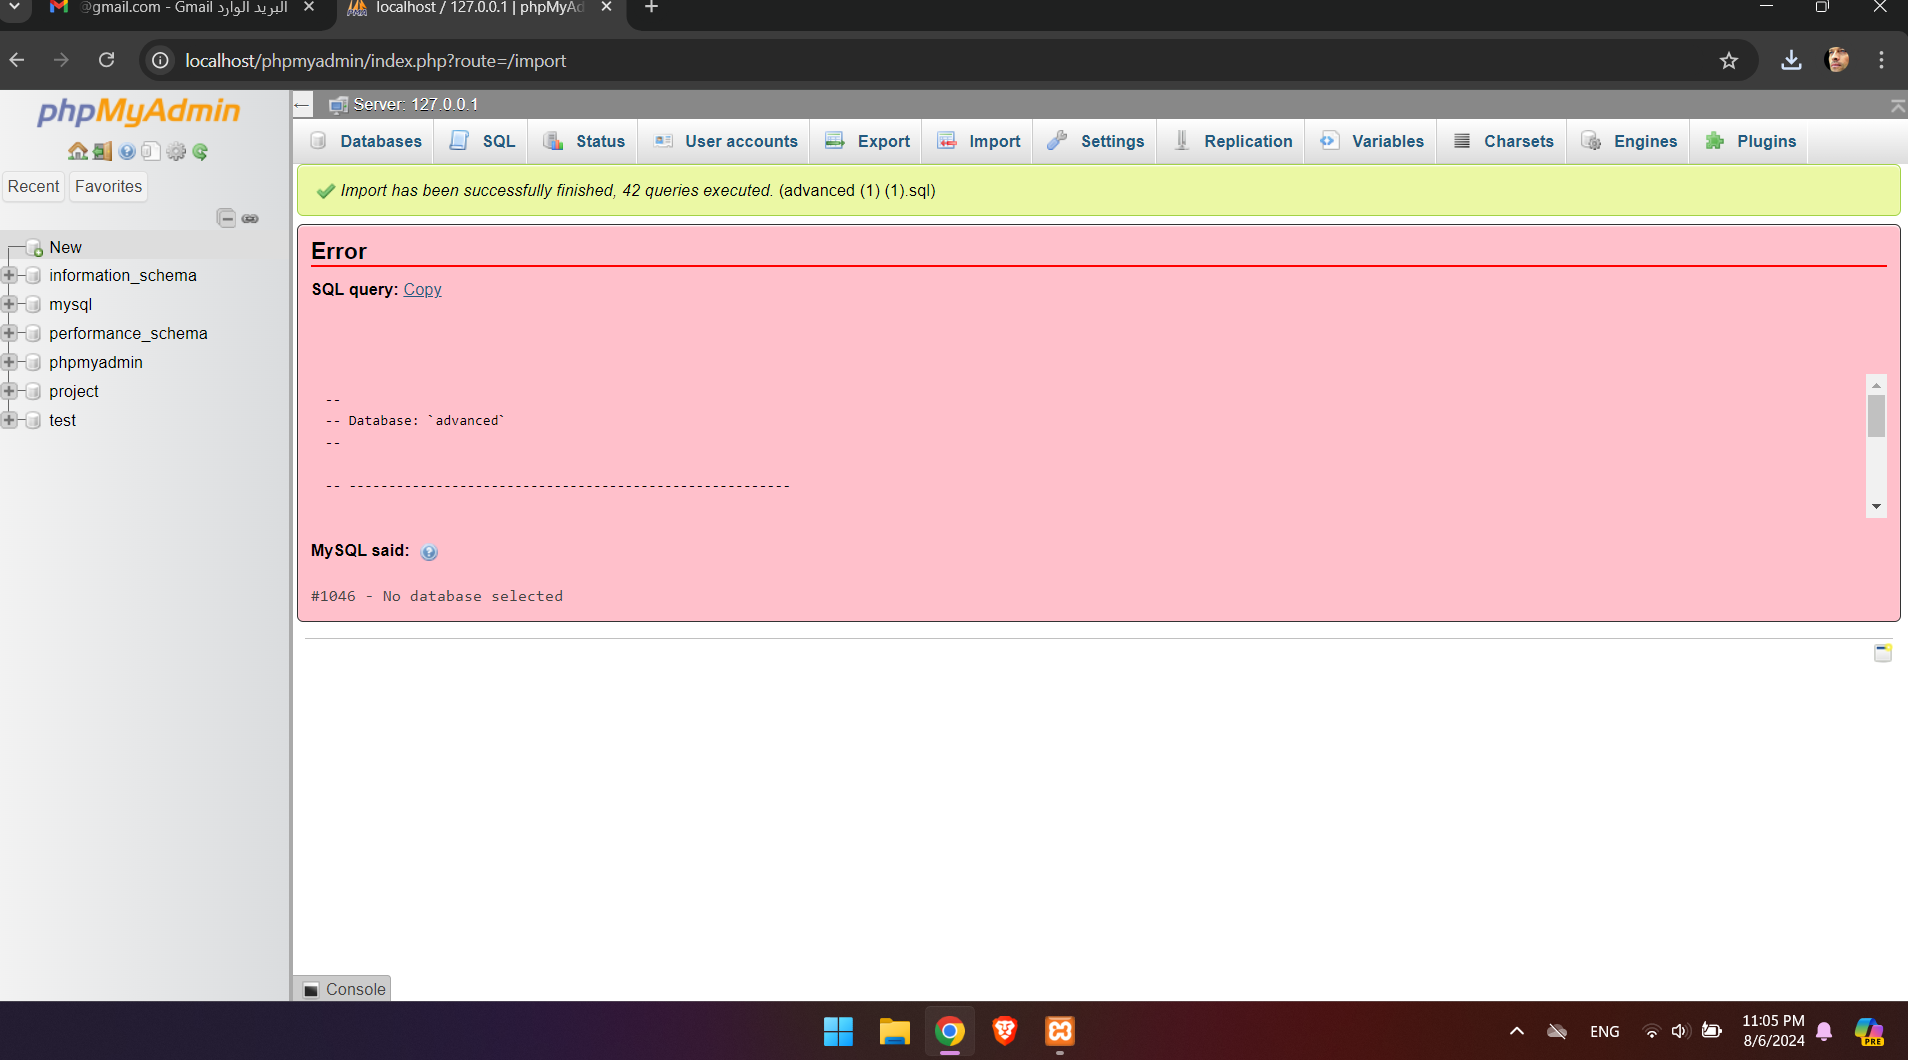 @gmail.com - Gmail البريد الوارد
localhost / 127.0.0.1 | phpMyAd
localhost/phpmyadmin/index.php?route=/import
phpMyAdmin
Recent
Favorites
New
information_schema
mysql
performance_schema
phpmyadmin
project
test
Server: 127.0.0.1
Databases
SQL
Status
User accounts
Export
Import
Settings
Replication
Variables
Charsets
Engines
Plugins
Import has been successfully finished, 42 queries executed. (advanced (1) (1).sql)
Error
SQL query: Copy
--
-- Database: `advanced`
--
-- --------------------------------------------------------
MySQL said:
#1046 - No database selected
Console
ENG
11:05 PM
8/6/2024
PRE